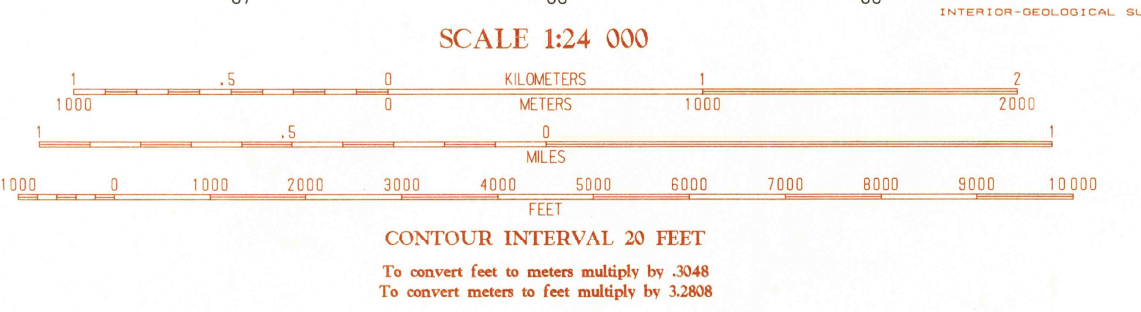 INTERIOR-GEOLOGICAL SU
SCALE 1:24 000
1 .5 0 KILOMETERS 1 2
1000 0 METERS 1000 2000
1 .5 0 1
MILES
1000 0 1000 2000 3000 4000 5000 6000 7000 8000 9000 10 000
FEET
CONTOUR INTERVAL 20 FEET
To convert feet to meters multiply by .3048
To convert meters to feet multiply by 3.2808